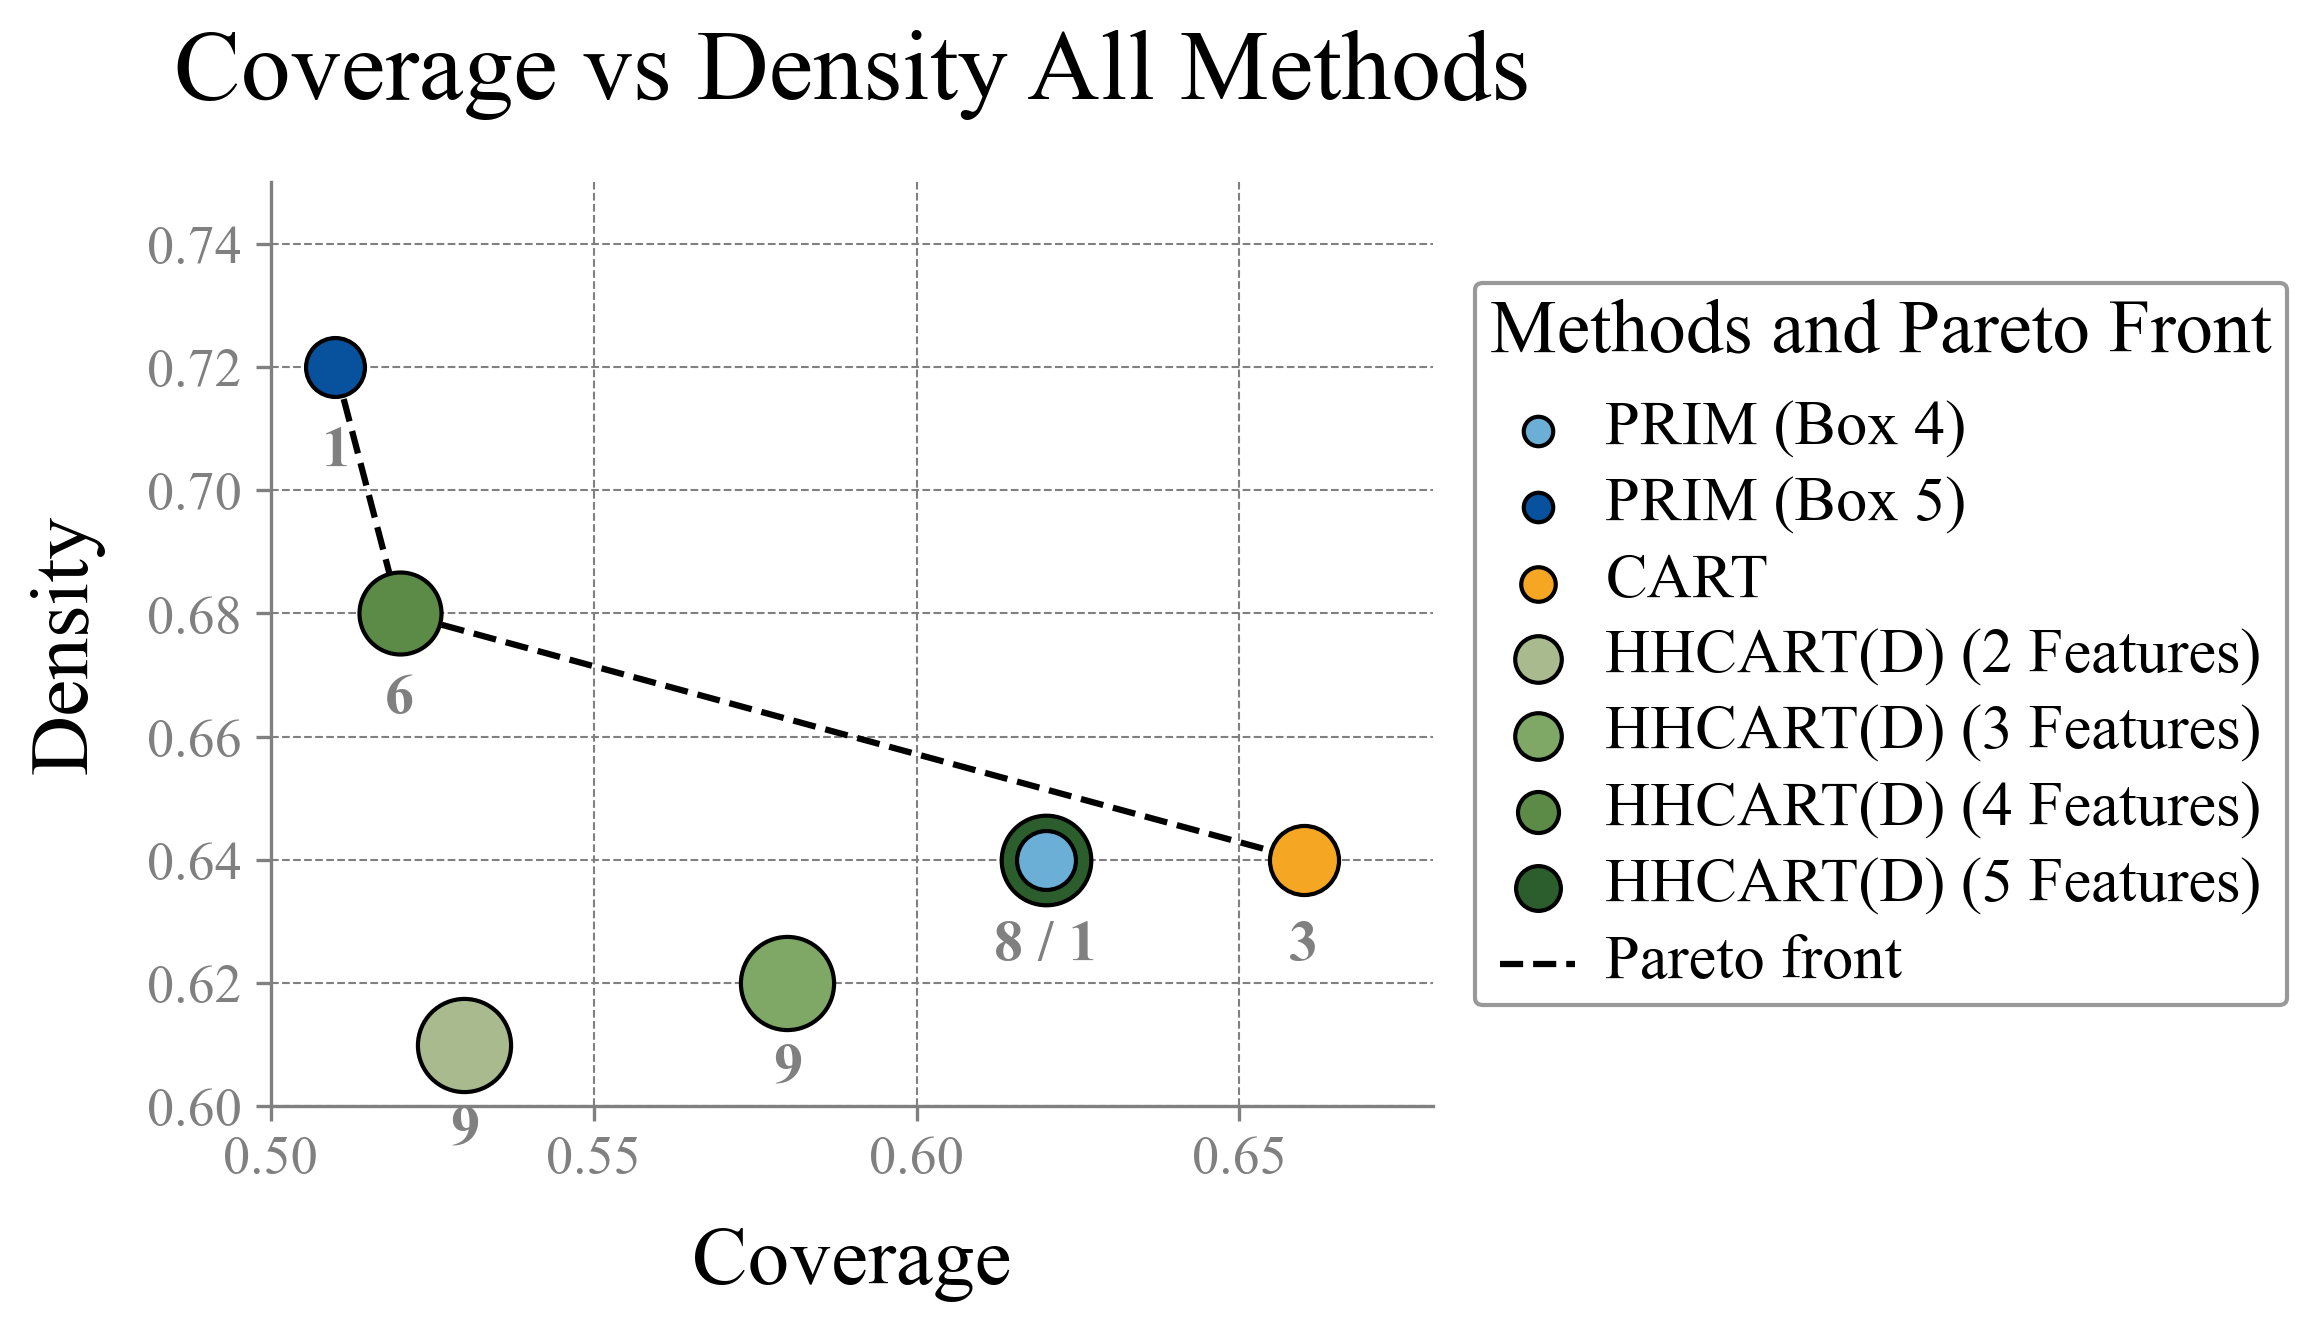 Coverage vs Density All Methods
Density
0.74
0.72
0.70
0.68
0.66
0.64
0.62
0.60
1
6
8 / 1
3
9
9
0.50
0.55
0.60
0.65
Coverage
Methods and Pareto Front
PRIM (Box 4)
PRIM (Box 5)
CART
HHCART(D) (2 Features)
HHCART(D) (3 Features)
HHCART(D) (4 Features)
HHCART(D) (5 Features)
Pareto front